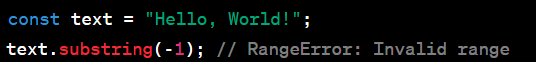 const text = "Hello, World!";
text.substring(-1); // RangeError: Invalid range